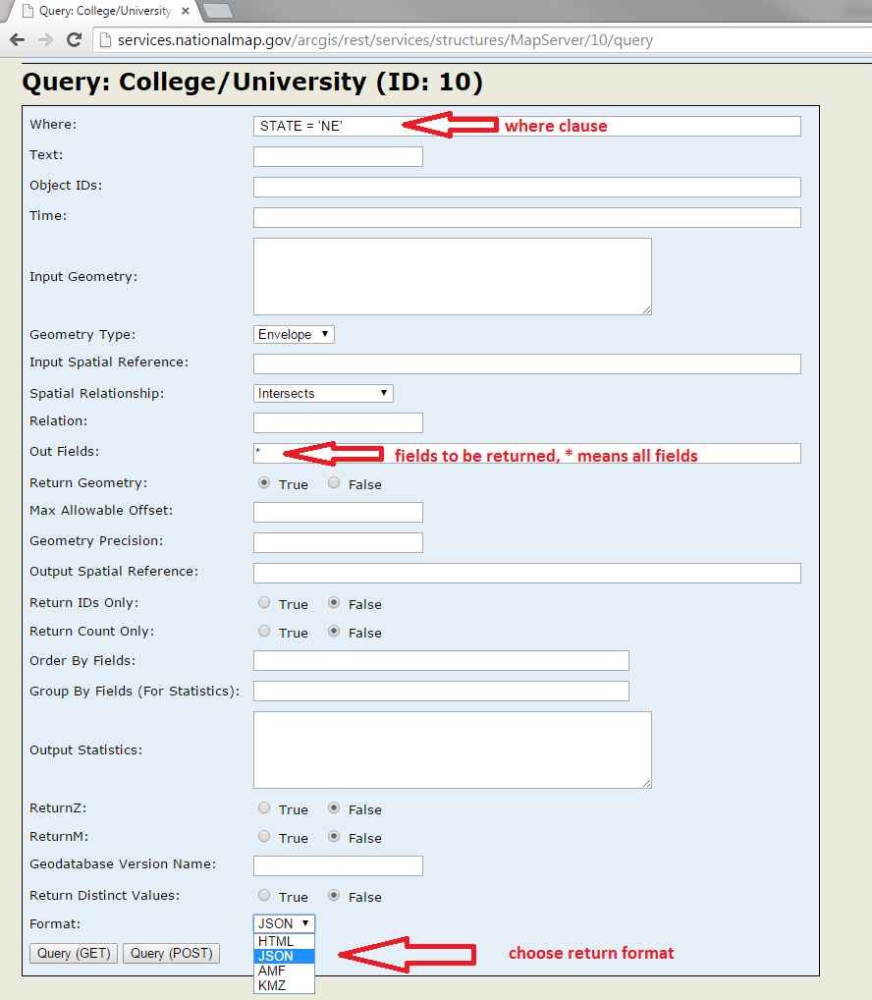 Query: College/University
services.nationalmap.gov/arcgis/rest/services/structures/MapServer/10/query
Query: College/University (ID: 10)
Where: STATE = 'NE' where clause
Text:
Object IDs:
Time:
Input Geometry:
Geometry Type: Envelope
Input Spatial Reference:
Spatial Relationship: Intersects
Relation:
Out Fields: * fields to be returned, * means all fields
Return Geometry: True False
Max Allowable Offset:
Geometry Precision:
Output Spatial Reference:
Return IDs Only: True False
Return Count Only: True False
Order By Fields:
Group By Fields (For Statistics):
Output Statistics:
ReturnZ: True False
ReturnM: True False
Geodatabase Version Name:
Return Distinct Values: True False
Format: JSON
HTML
Query (GET) Query (POST) JSON choose return format
AMF
KMZ